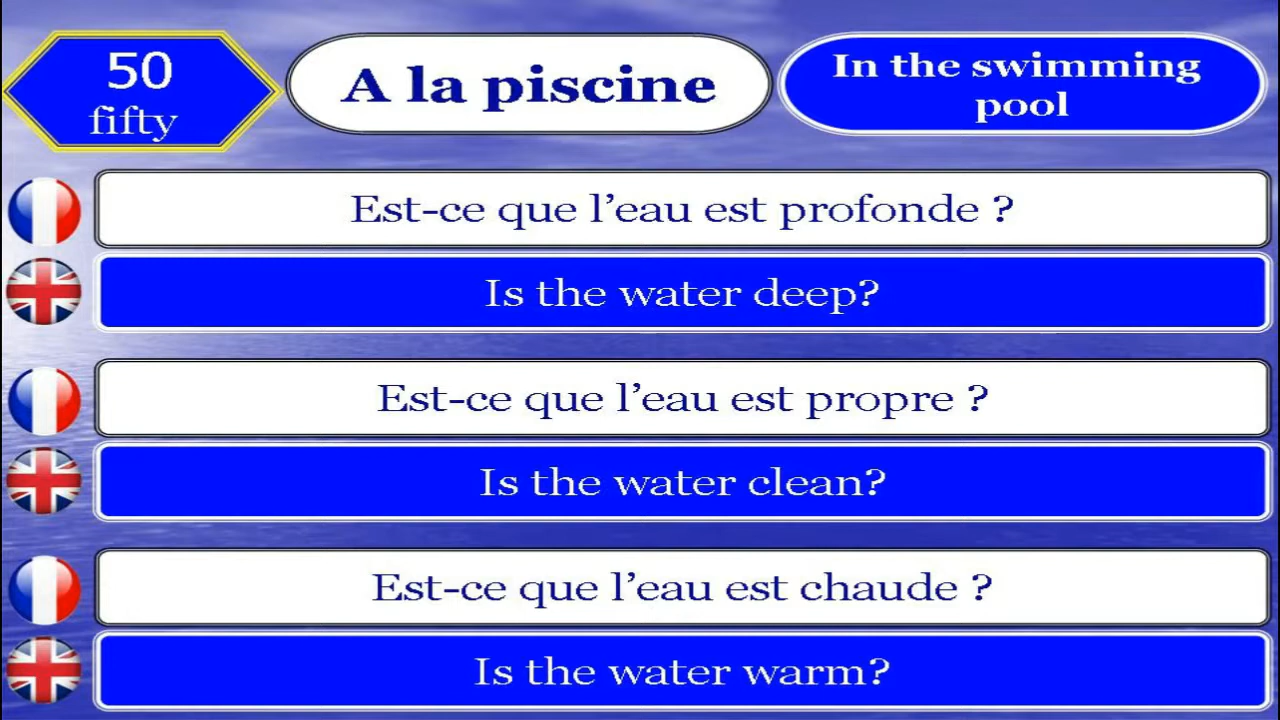 50
fifty
A la piscine
In the swimming
pool
Est-ce que l’eau est profonde ?
Is the water deep?
Est-ce que l’eau est propre ?
Is the water clean?
Est-ce que l’eau est chaude ?
Is the water warm?